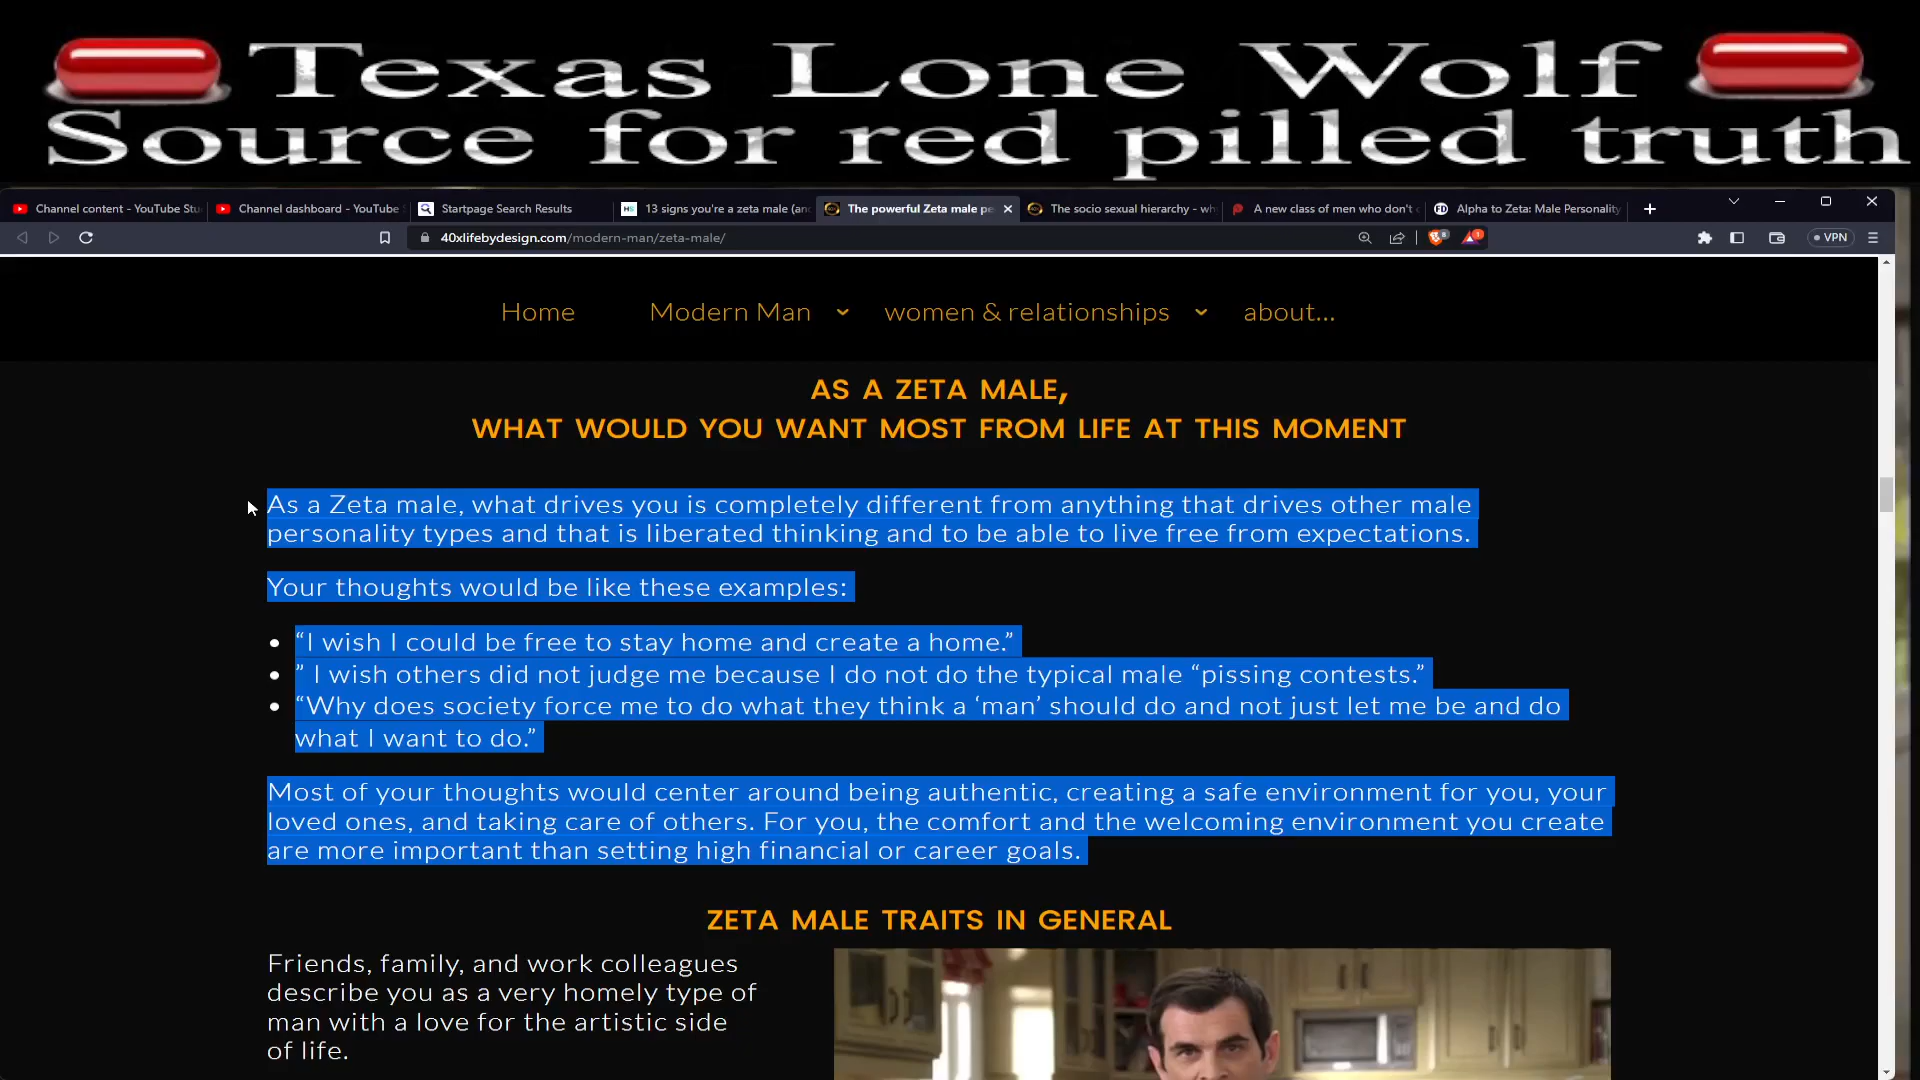 Texas Lone Wolf
Source for red pilled truth
Channel content - YouTube Stu
Channel dashboard - YouTube
Startpage Search Results
13 signs you're a zeta male (and
The powerful Zeta male pe
The socio sexual hierarchy - wh
A new class of men who don't c
Alpha to Zeta: Male Personality
40xlifebydesign.com/modern-man/zeta-male/
VPN
Home
Modern Man
women & relationships
about...
AS A ZETA MALE,
WHAT WOULD YOU WANT MOST FROM LIFE AT THIS MOMENT
As a Zeta male, what drives you is completely different from anything that drives other male
personality types and that is liberated thinking and to be able to live free from expectations.
Your thoughts would be like these examples:
“I wish I could be free to stay home and create a home.”
” I wish others did not judge me because I do not do the typical male “pissing contests.”
“Why does society force me to do what they think a ‘man’ should do and not just let me be and do
what I want to do.”
Most of your thoughts would center around being authentic, creating a safe environment for you, your
loved ones, and taking care of others. For you, the comfort and the welcoming environment you create
are more important than setting high financial or career goals.
ZETA MALE TRAITS IN GENERAL
Friends, family, and work colleagues
describe you as a very homely type of
man with a love for the artistic side
of life.